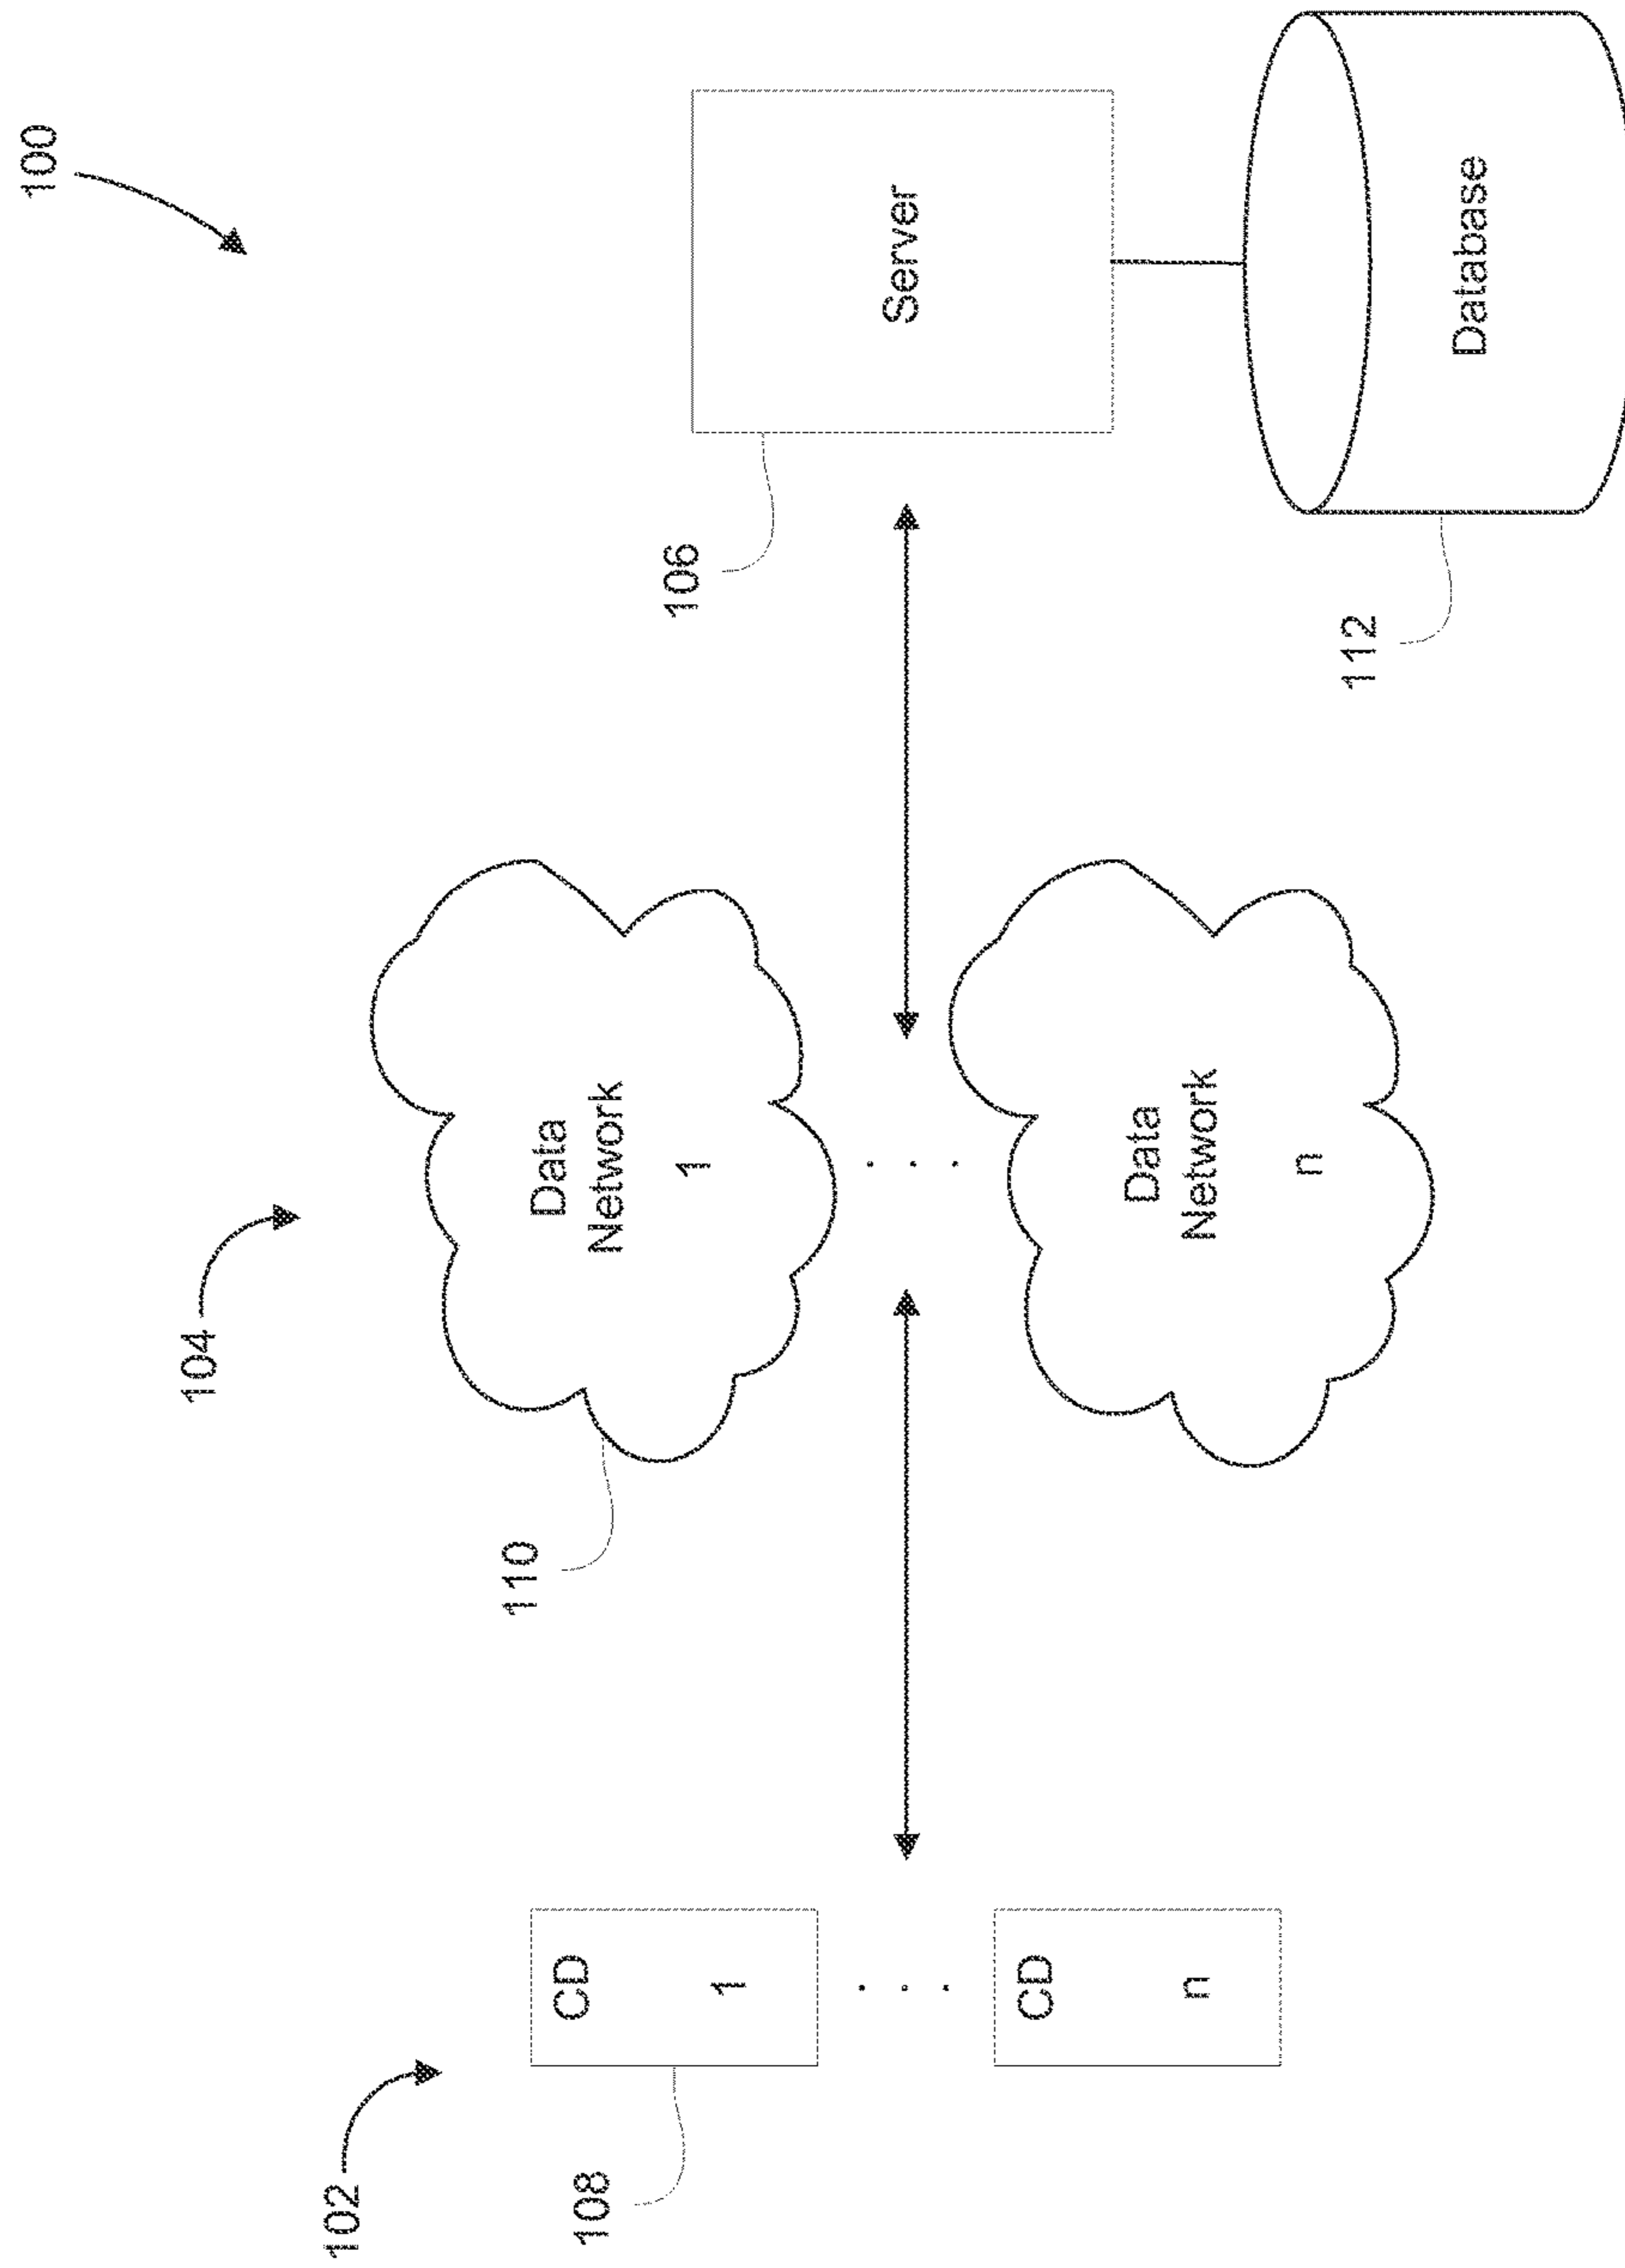 100
104
102
110
108
106
112
CD
1
. . .
CD
n
Data
Network
1
. . .
Data
Network
n
Server
Database